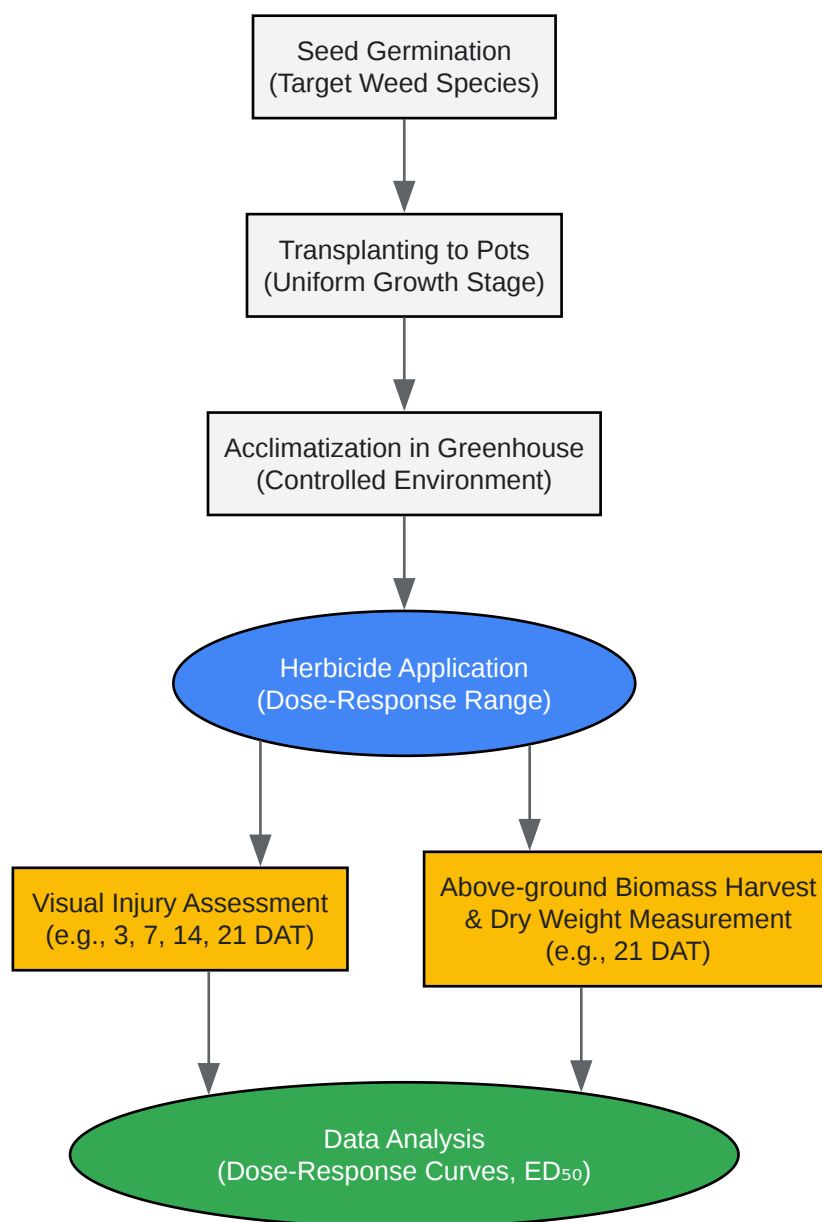 Seed Germination
(Target Weed Species)
Transplanting to Pots
(Uniform Growth Stage)
Acclimatization in Greenhouse
(Controlled Environment)
Herbicide Application
(Dose-Response Range)
Visual Injury Assessment
(e.g., 3, 7, 14, 21 DAT)
Above-ground Biomass Harvest
& Dry Weight Measurement
(e.g., 21 DAT)
Data Analysis
(Dose-Response Curves, ED₅₀)